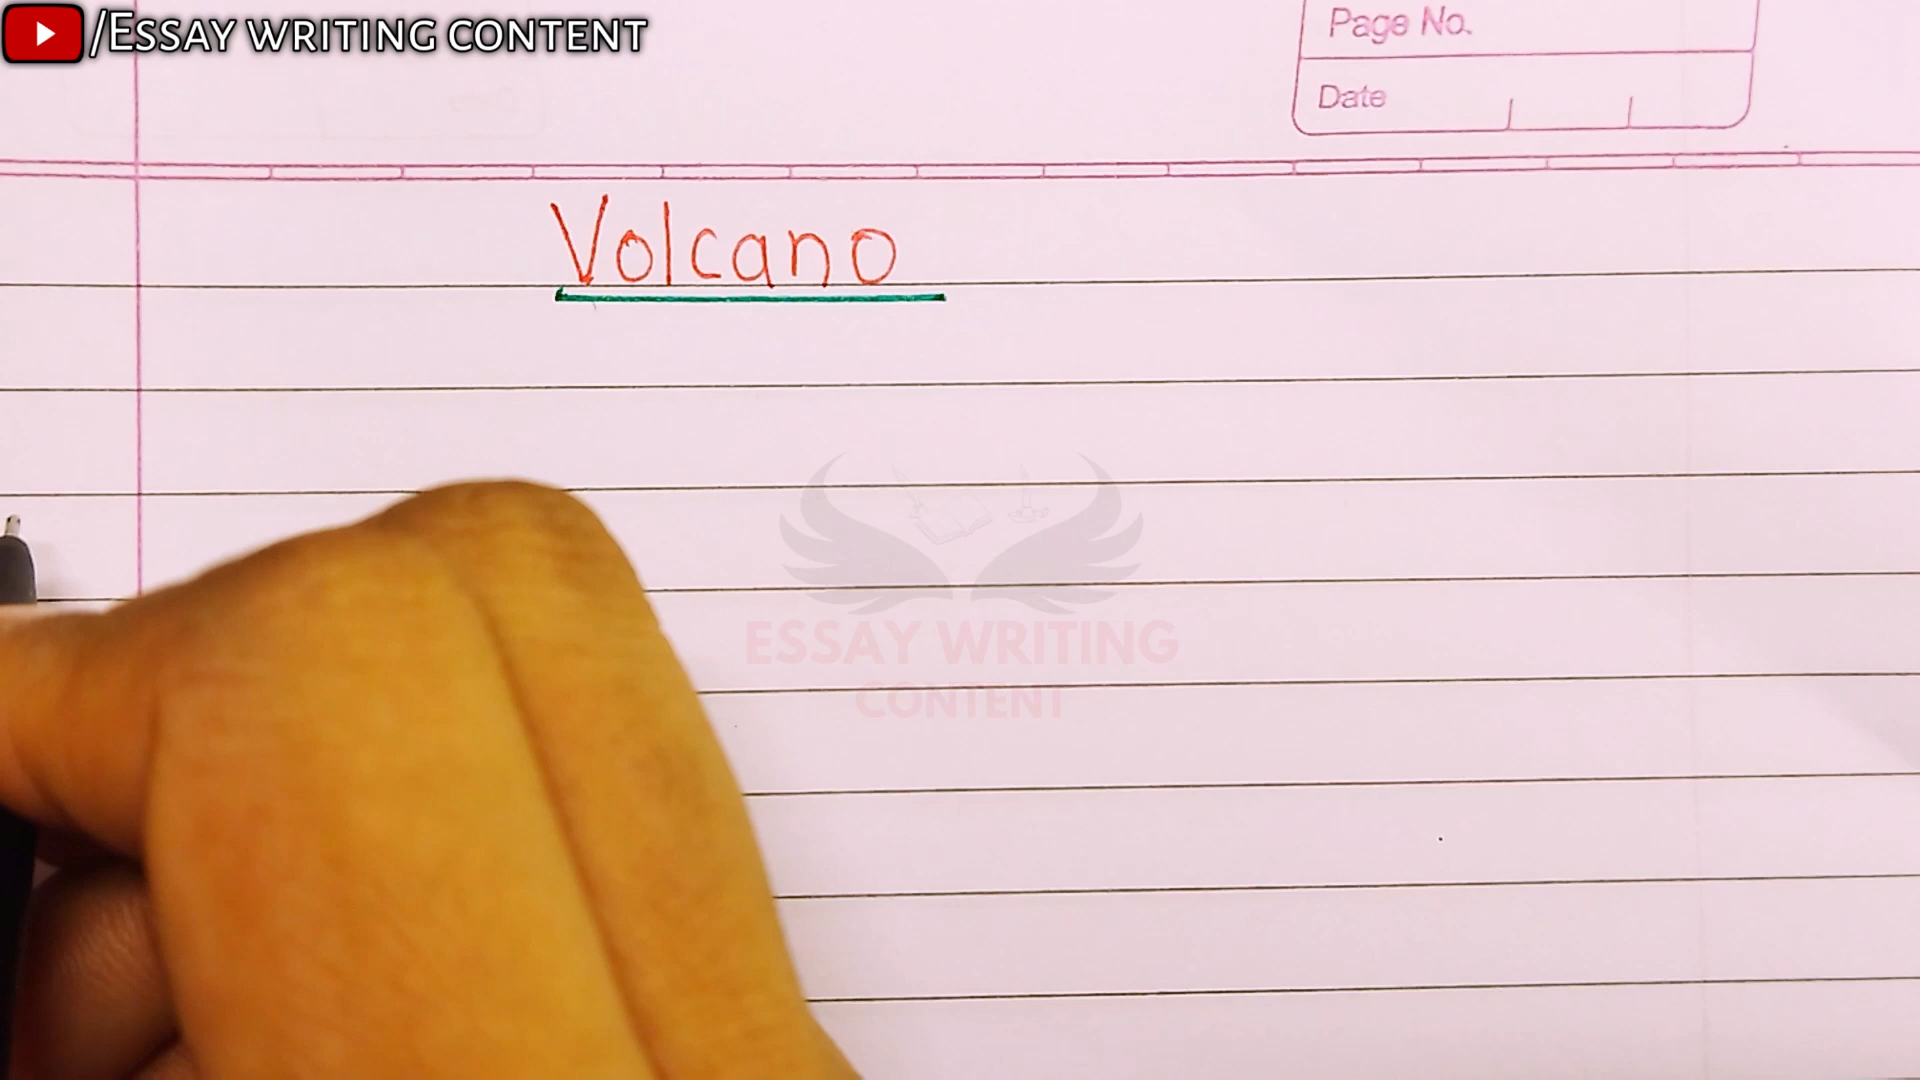 /Essay writing content
Page No.
Date
Volcano
ESSAY WRITING
CONTENT